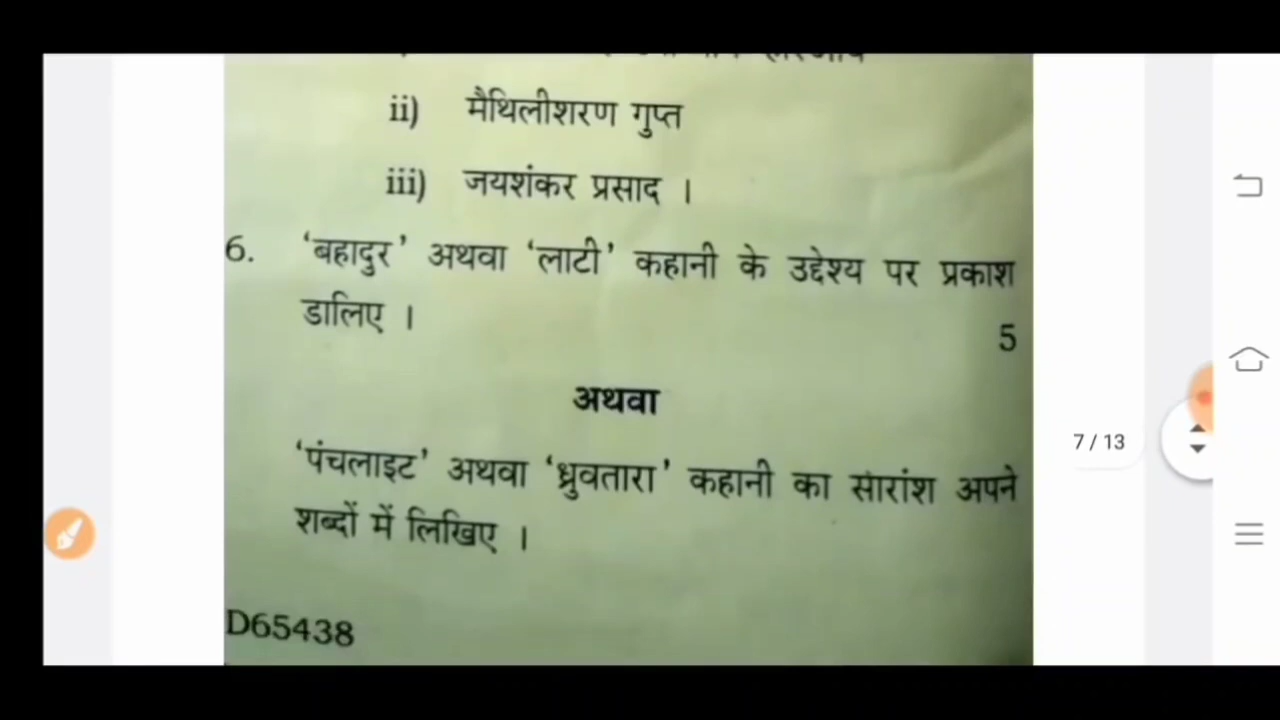 ii) मैथिलीशरण गुप्त
iii) जयशंकर प्रसाद ।
6. ‘बहादुर’ अथवा ‘लाटी’ कहानी के उद्देश्य पर प्रकाश
डालिए ।
5
अथवा
7 / 13
‘पंचलाइट’ अथवा ‘ध्रुवतारा’ कहानी का सारांश अपने
शब्दों में लिखिए ।
D65438